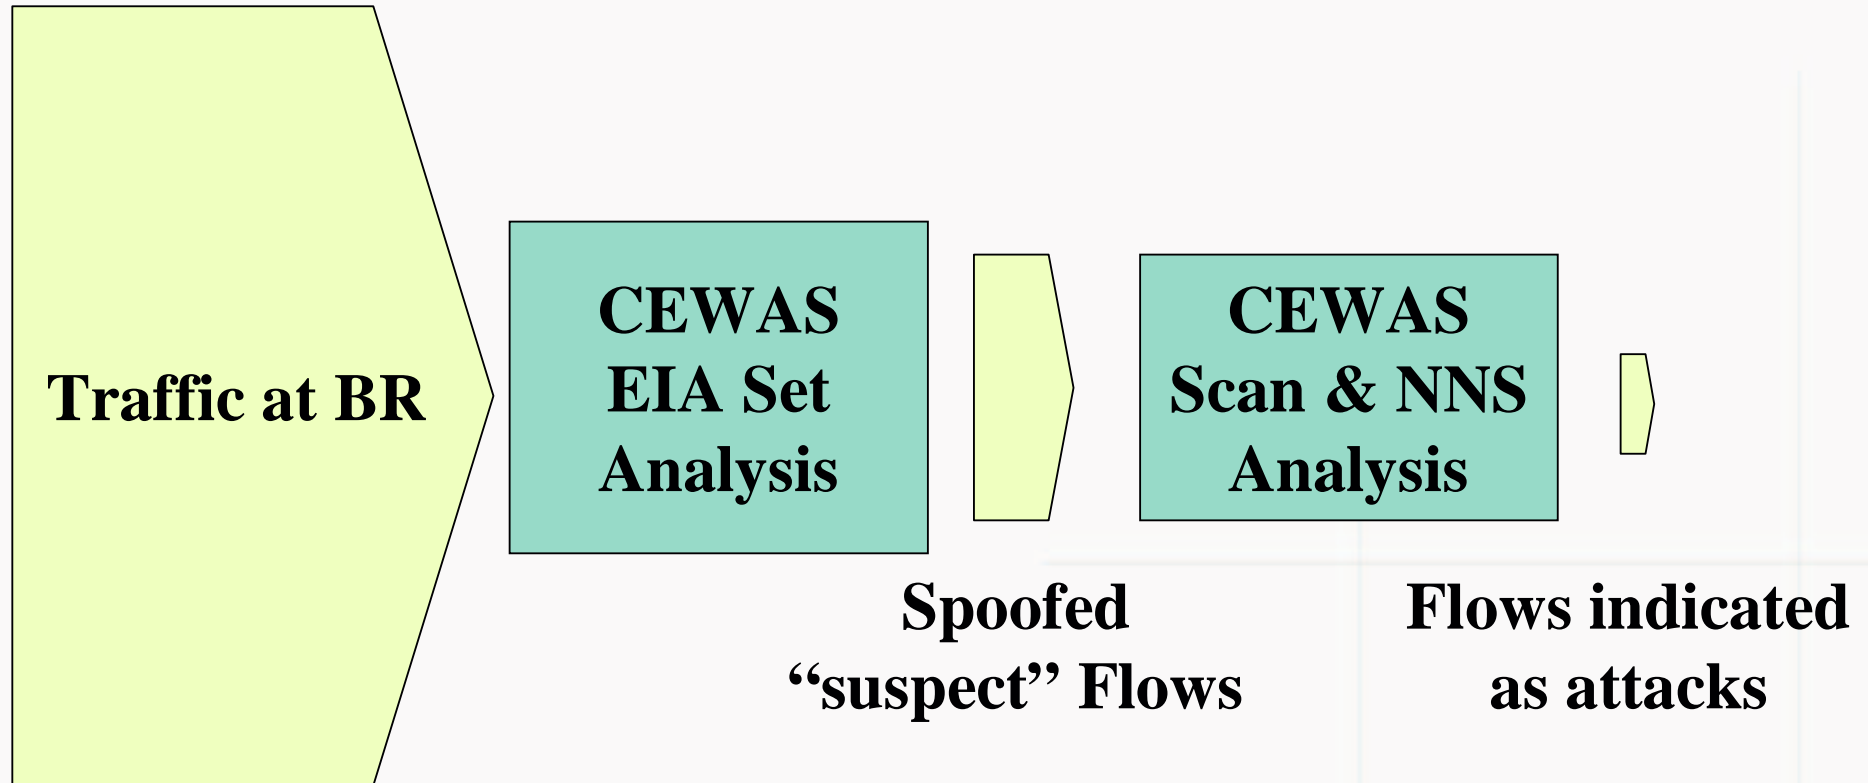 Traffic at BR
CEWAS
EIA Set
Analysis
CEWAS
Scan & NNS
Analysis
Spoofed
“suspect” Flows
Flows indicated
as attacks